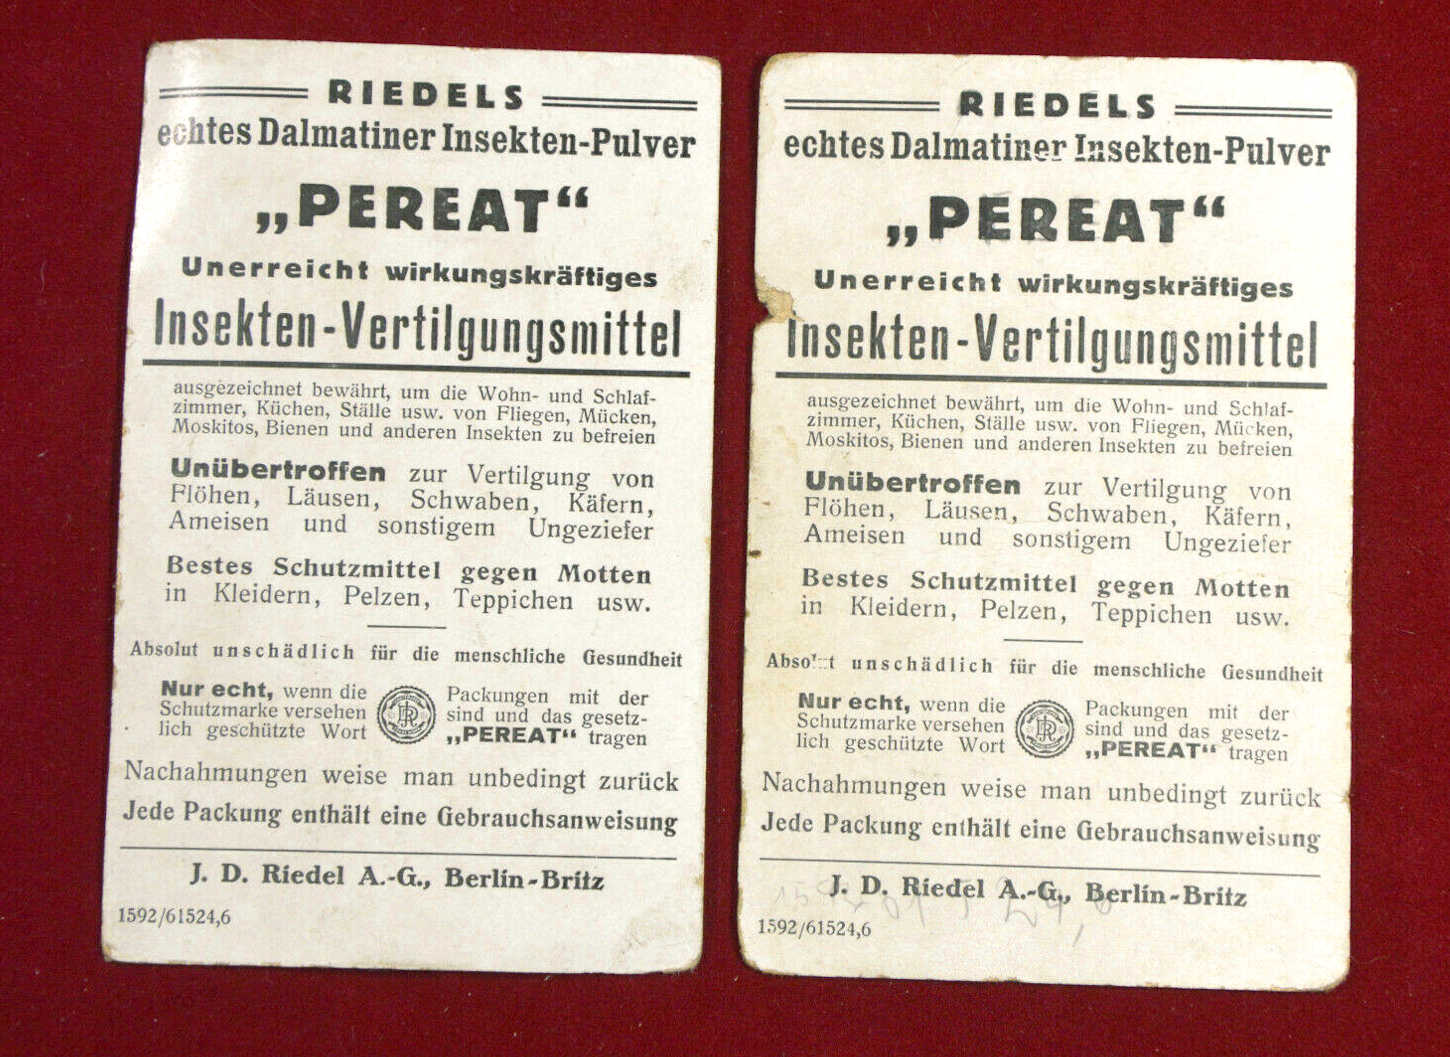 RIEDELS
echtes Dalmatiner Insekten-Pulver
„PEREAT“
Unerreicht wirkungskräftiges
Insekten-Vertilgungsmittel
ausgezeichnet bewährt, um die Wohn- und Schlaf-
zimmer, Küchen, Ställe usw. von Fliegen, Mücken,
Moskitos, Bienen und anderen Insekten zu befreien
Unübertroffen zur Vertilgung von
Flöhen, Läusen, Schwaben, Käfern,
Ameisen und sonstigem Ungeziefer
Bestes Schutzmittel gegen Motten
in Kleidern, Pelzen, Teppichen usw.
Absolut unschädlich für die menschliche Gesundheit
Nur echt, wenn die Packungen mit der
Schutzmarke versehen sind und das gesetz-
lich geschützte Wort „PEREAT“ tragen
Nachahmungen weise man unbedingt zurück
Jede Packung enthält eine Gebrauchsanweisung
J. D. Riedel A.-G., Berlin-Britz
1592/61524,6
RIEDELS
echtes Dalmatiner Insekten-Pulver
„PEREAT“
Unerreicht wirkungskräftiges
Insekten-Vertilgungsmittel
ausgezeichnet bewährt, um die Wohn- und Schlaf-
zimmer, Küchen, Ställe usw. von Fliegen, Mücken,
Moskitos, Bienen und anderen Insekten zu befreien
Unübertroffen zur Vertilgung von
Flöhen, Läusen, Schwaben, Käfern,
Ameisen und sonstigem Ungeziefer
Bestes Schutzmittel gegen Motten
in Kleidern, Pelzen, Teppichen usw.
Absolut unschädlich für die menschliche Gesundheit
Nur echt, wenn die Packungen mit der
Schutzmarke versehen sind und das gesetz-
lich geschützte Wort „PEREAT“ tragen
Nachahmungen weise man unbedingt zurück
Jede Packung enthält eine Gebrauchsanweisung
J. D. Riedel A.-G., Berlin-Britz
1592/61524,6